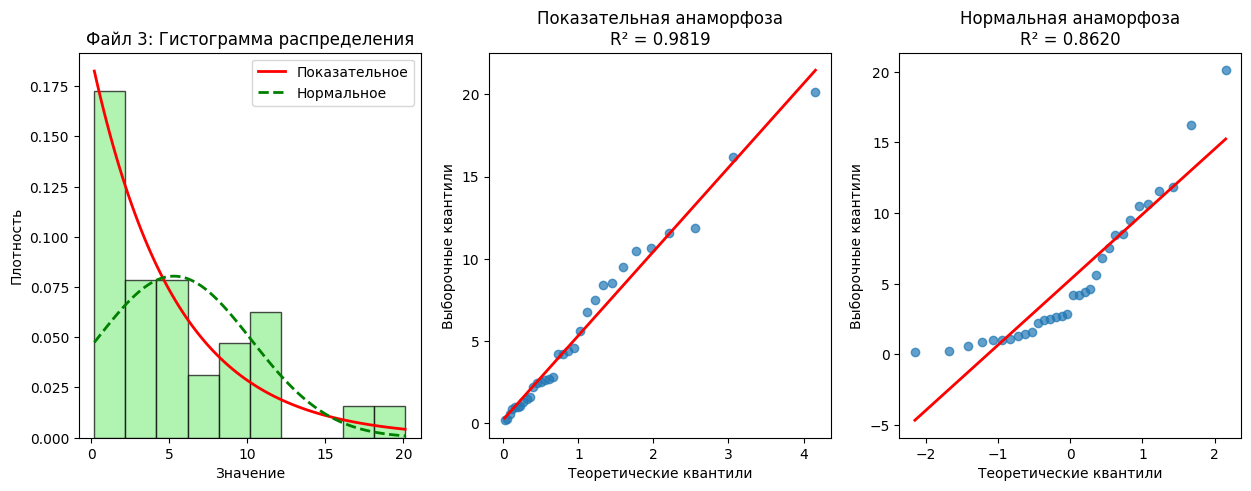 Файл 3: Гистограмма распределения
Показательное
Нормальное
Плотность
0.175
0.150
0.125
0.100
0.075
0.050
0.025
0.000
0 5 10 15 20
Значение
Показательная анаморфоза
R² = 0.9819
Выборочные квантили
20
15
10
5
0
0 1 2 3 4
Теоретические квантили
Нормальная анаморфоза
R² = 0.8620
Выборочные квантили
20
15
10
5
0
−5
−2 −1 0 1 2
Теоретические квантили